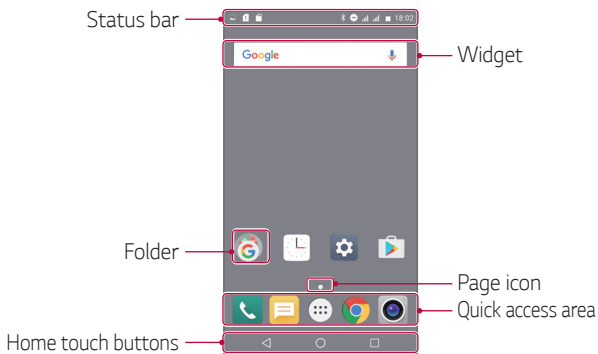 Status bar
18:02
Google
Widget
Folder
Page icon
Quick access area
Home touch buttons